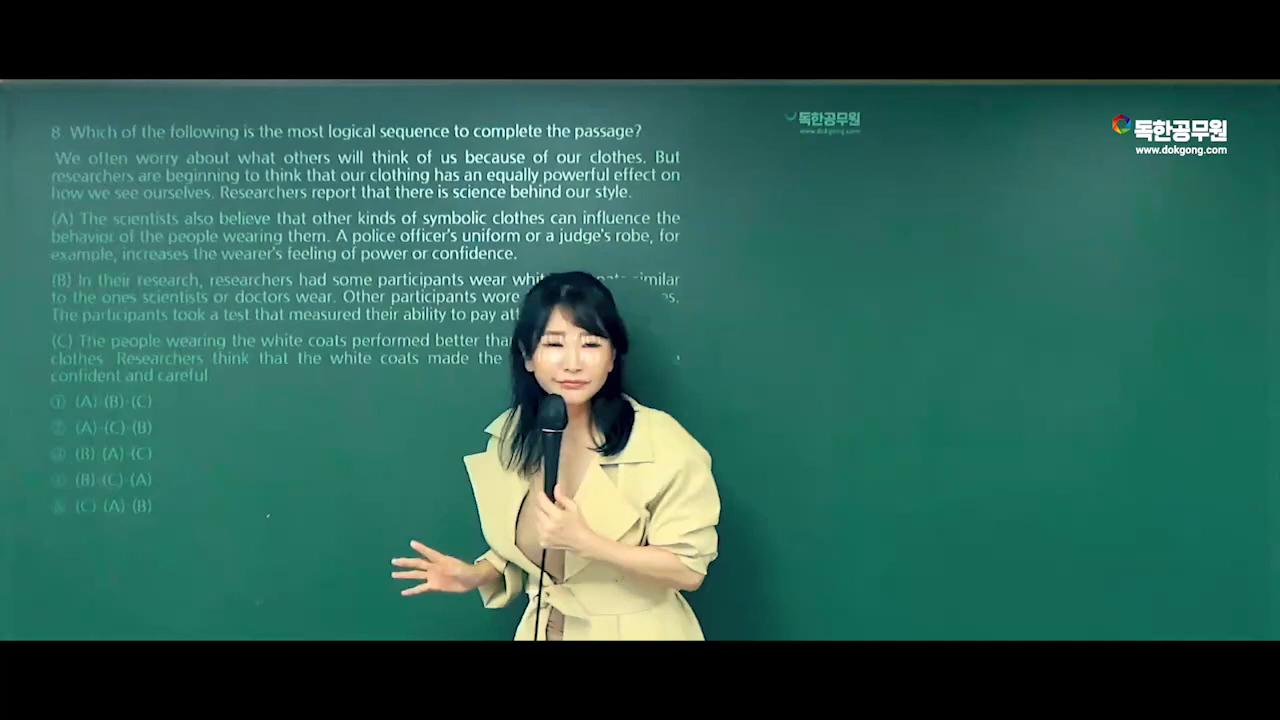 8. Which of the following is the most logical sequence to complete the passage?
We often worry about what others will think of us because of our clothes. But
researchers are beginning to think that our clothing has an equally powerful effect on
how we see ourselves. Researchers report that there is science behind our style.
(A) The scientists also believe that other kinds of symbolic clothes can influence the
behavior of the people wearing them. A police officer's uniform or a judge's robe, for
example, increases the wearer's feeling of power or confidence.
(B) In their research, researchers had some participants wear similar
to the ones scientists or doctors wear. Other participants wore
The participants took a test that measured their ability to pay
(C) The people wearing the white coats performed better
clothes. Researchers think that the white coats made the
confident and careful
① (A)-(B)-(C)
② (A)-(C)-(B)
③ (B)-(A)-(C)
④ (B)-(C)-(A)
⑤ (C)-(A)-(B)
독한공무원
www.dokgong.com
독한공무원
www.dokgong.com